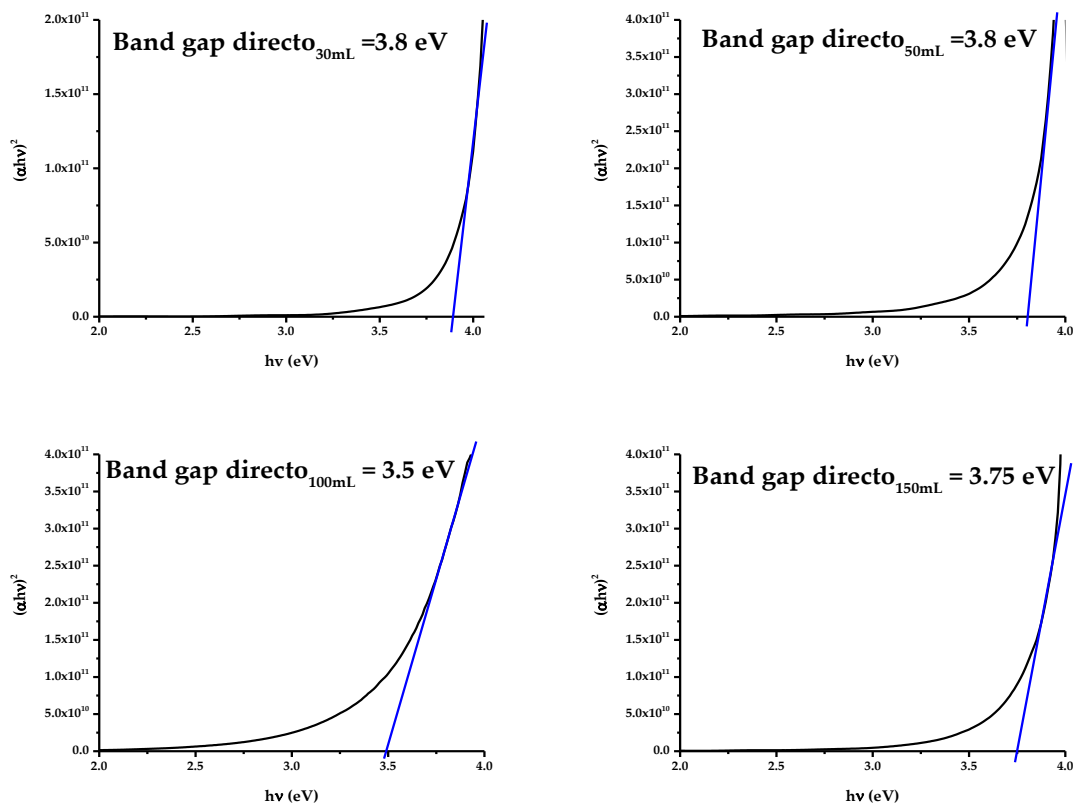 Band gap directo30mL =3.8 eV
2.0x10¹¹
1.5x10¹¹
1.0x10¹¹
5.0x10¹⁰
0.0
(αhν)²
2.0 2.5 3.0 3.5 4.0
hν (eV)
Band gap directo50mL =3.8 eV
4.0x10¹¹
3.5x10¹¹
3.0x10¹¹
2.5x10¹¹
2.0x10¹¹
1.5x10¹¹
1.0x10¹¹
5.0x10¹⁰
0.0
(αhν)²
2.0 2.5 3.0 3.5 4.0
hν (eV)
Band gap directo100mL = 3.5 eV
4.0x10¹¹
3.5x10¹¹
3.0x10¹¹
2.5x10¹¹
2.0x10¹¹
1.5x10¹¹
1.0x10¹¹
5.0x10¹⁰
0.0
(αhν)²
2.0 2.5 3.0 3.5 4.0
hν (eV)
Band gap directo150mL = 3.75 eV
4.0x10¹¹
3.5x10¹¹
3.0x10¹¹
2.5x10¹¹
2.0x10¹¹
1.5x10¹¹
1.0x10¹¹
5.0x10¹⁰
0.0
(αhν)²
2.0 2.5 3.0 3.5 4.0
hν (eV)